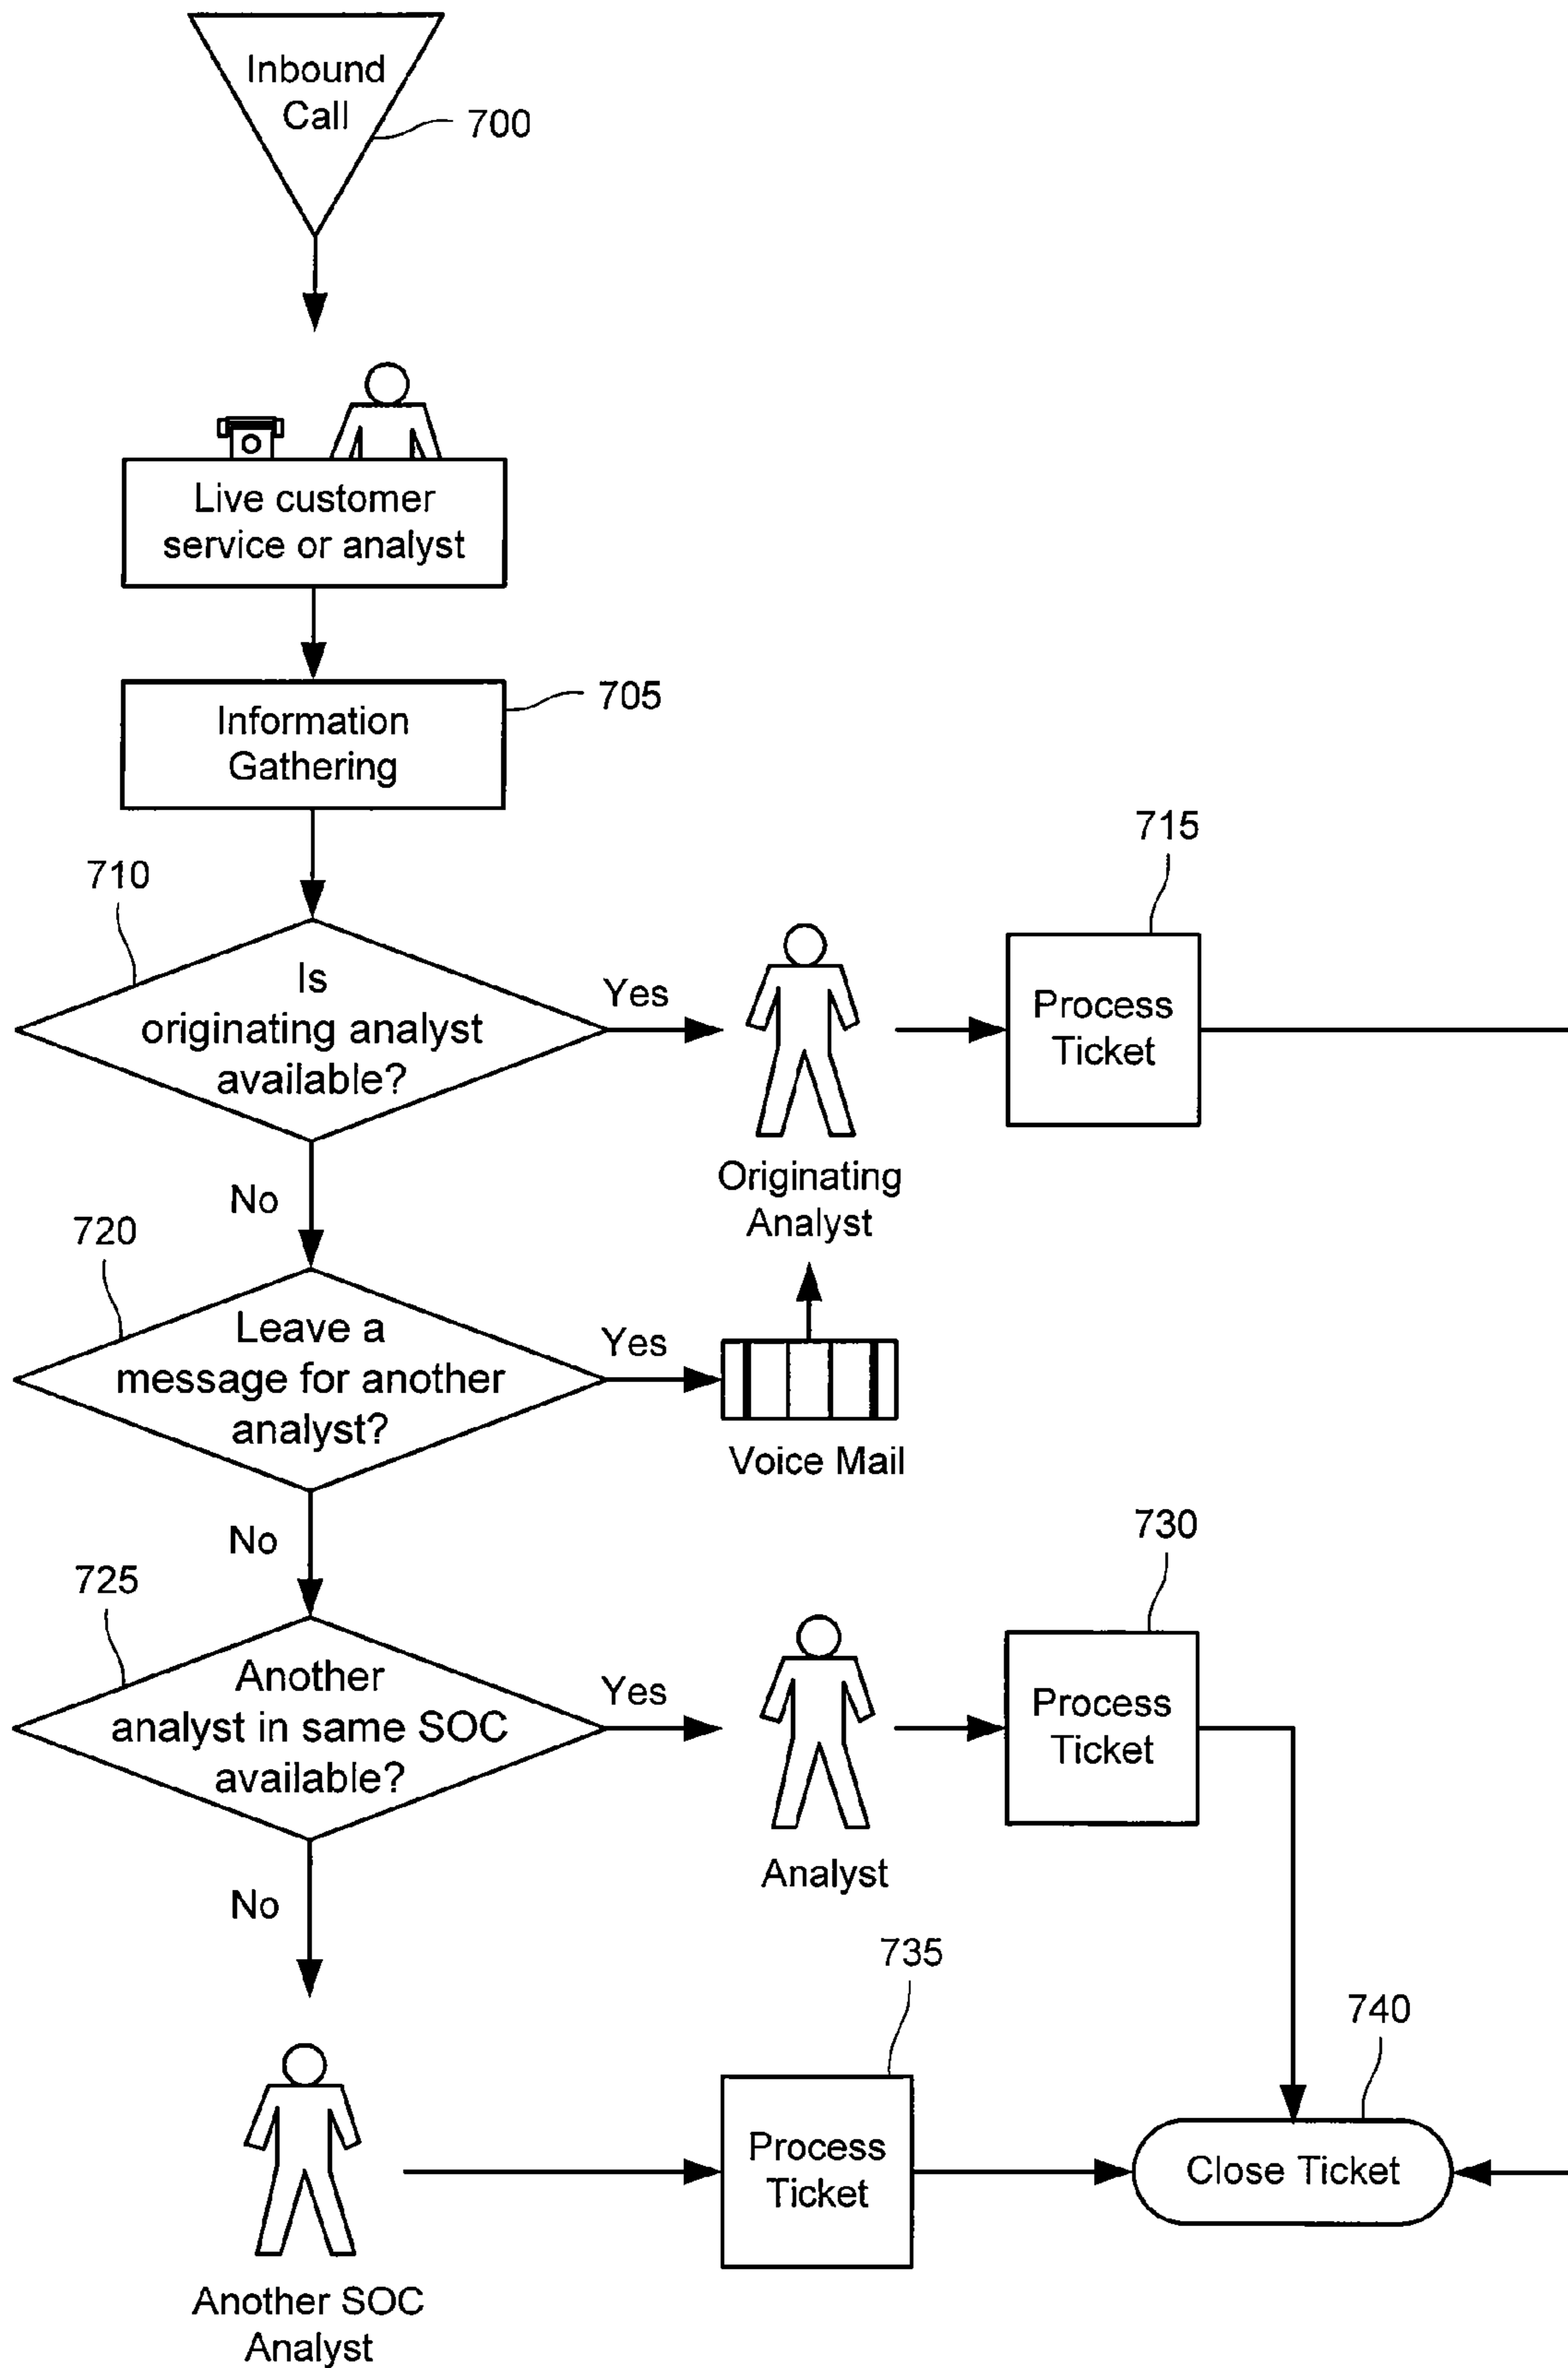 Inbound
Call
700
Live customer
service or analyst
705
Information
Gathering
710
Is
originating analyst
available?
Yes
Originating
Analyst
715
Process
Ticket
No
720
Leave a
message for another
analyst?
Yes
Voice Mail
No
725
Another
analyst in same SOC
available?
Yes
Analyst
730
Process
Ticket
No
Another SOC
Analyst
735
Process
Ticket
740
Close Ticket